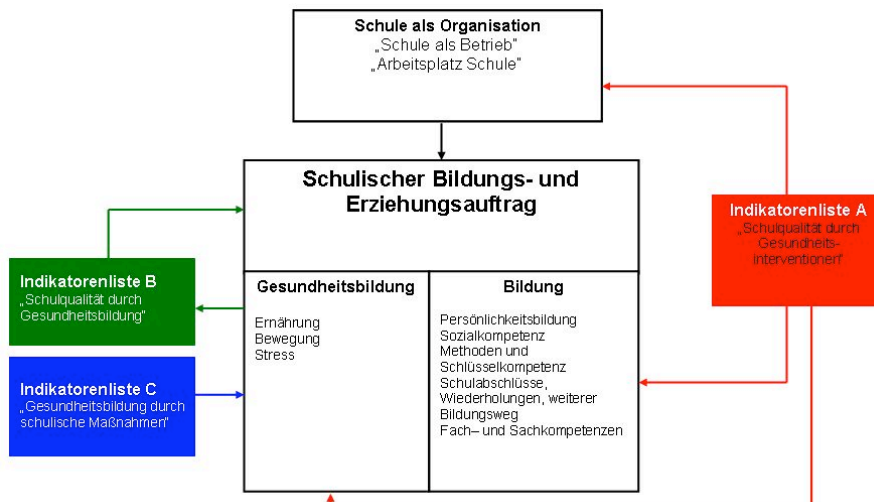 Schule als Organisation
„Schule als Betrieb"
„Arbeitsplatz Schule"
Schulischer Bildungs- und
Erziehungsauftrag
Indikatorenliste A
„Schulqualität durch
Gesundheits-
interventionen"
Indikatorenliste B
„Schulqualität durch
Gesundheitsbildung"
Gesundheitsbildung
Ernährung
Bewegung
Stress
Bildung
Persönlichkeitsbildung
Sozialkompetenz
Methoden und
Schlüsselkompetenz
Schulabschlüsse,
Wiederholungen, weiterer
Bildungsweg
Fach– und Sachkompetenzen
Indikatorenliste C
„Gesundheitsbildung durch
schulische Maßnahmen"